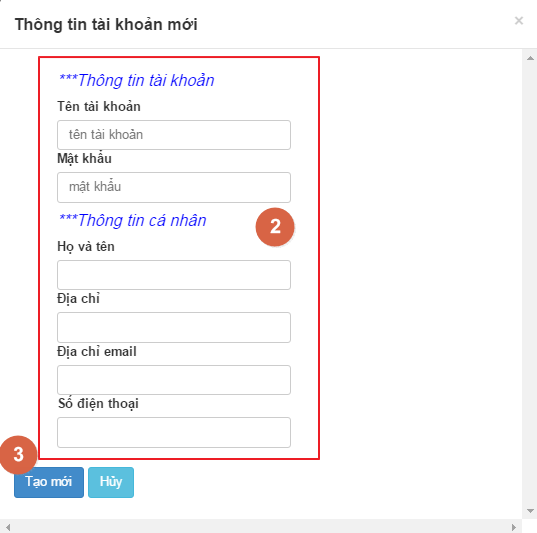 Thông tin tài khoản mới ×
***Thông tin tài khoản
Tên tài khoản
tên tài khoản
Mật khẩu
mật khẩu
***Thông tin cá nhân
2
Họ và tên
Địa chỉ
Địa chỉ email
Số điện thoại
3
Tạo mới Hủy